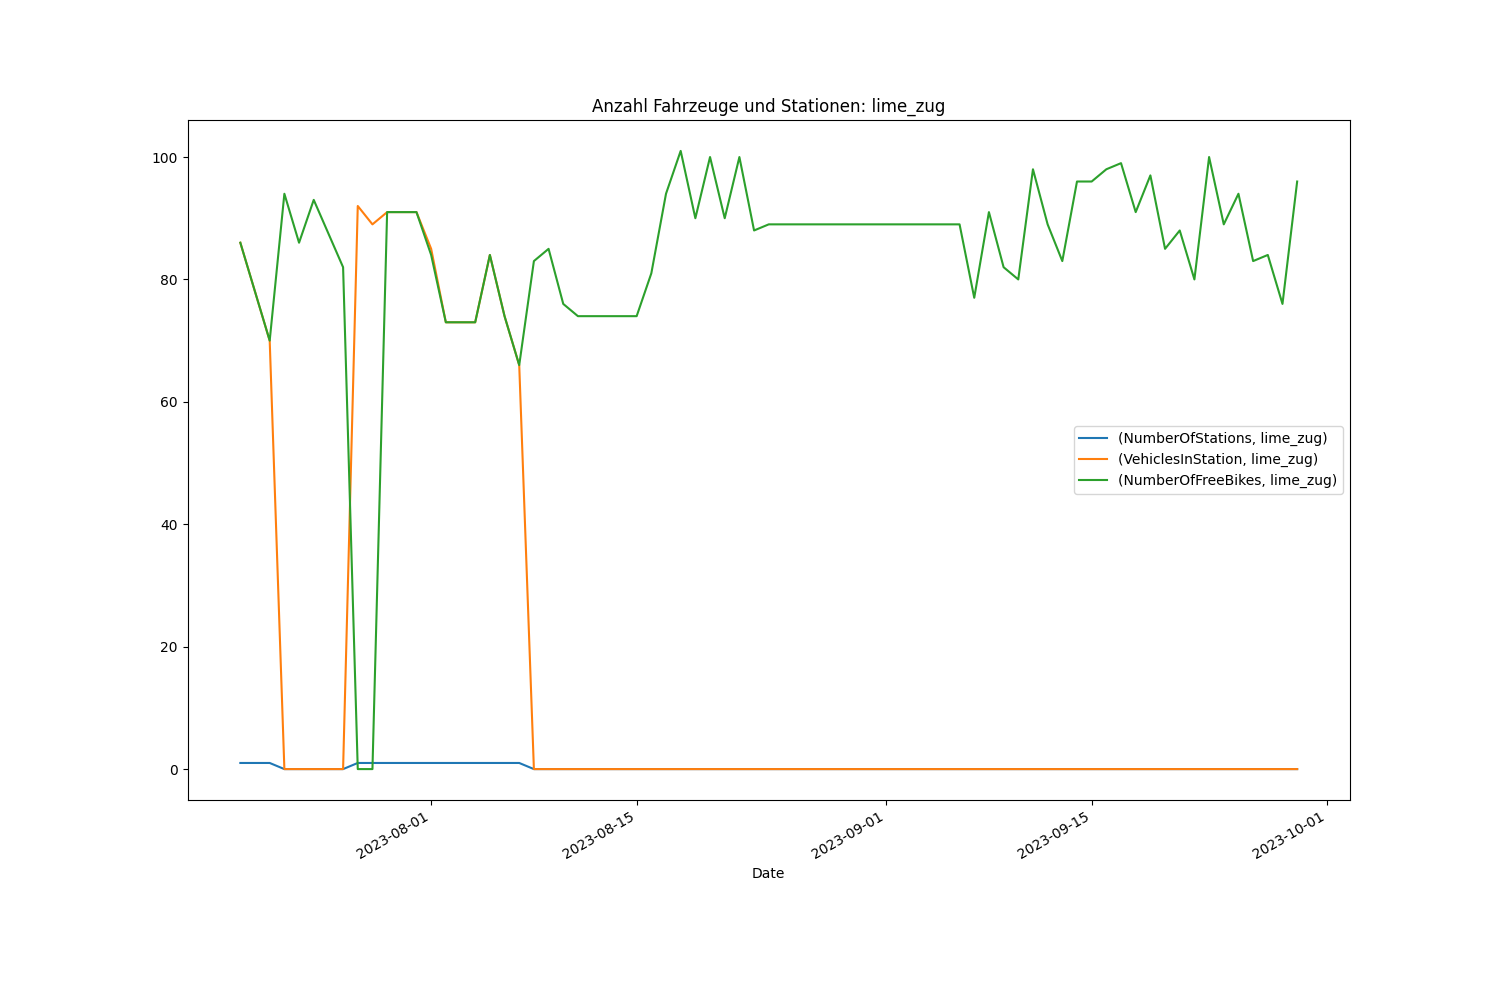 Anzahl Fahrzeuge und Stationen: lime_zug
100
80
60
40
20
0
(NumberOfStations, lime_zug)
(VehiclesInStation, lime_zug)
(NumberOfFreeBikes, lime_zug)
2023-08-01
2023-08-15
2023-09-01
2023-09-15
2023-10-01
Date